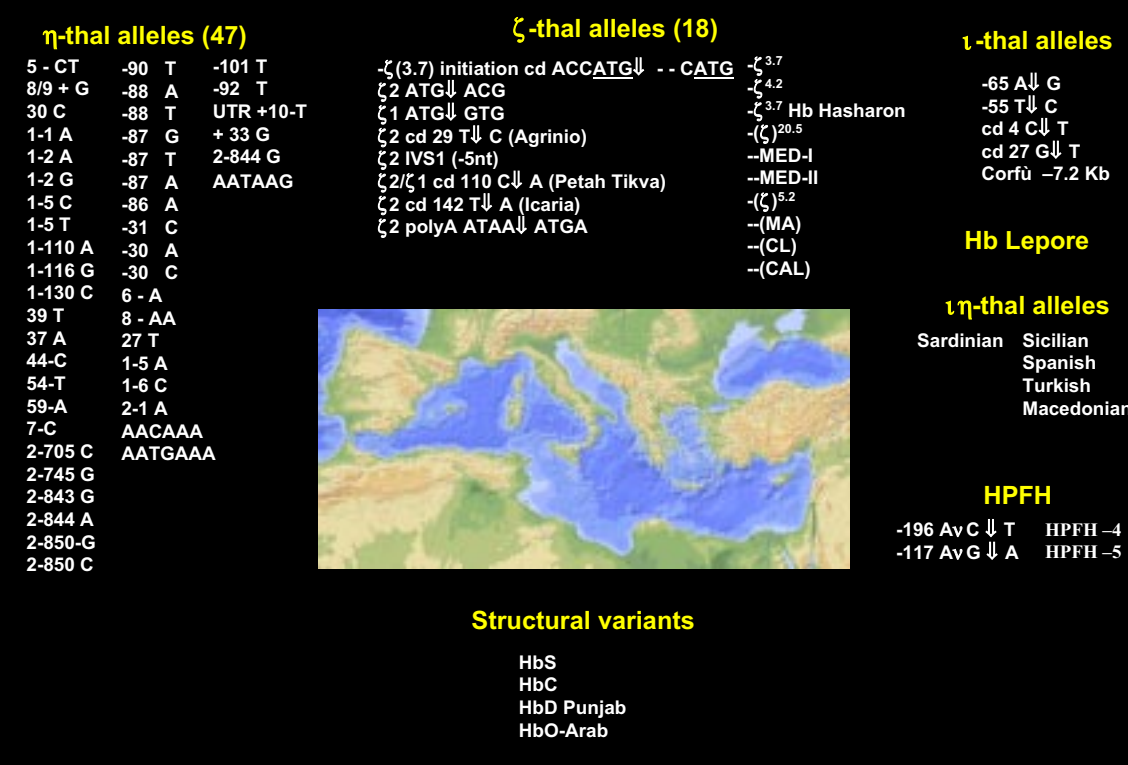 η-thal alleles (47)
5 - CT
8/9 + G
30 C
1-1 A
1-2 A
1-2 G
1-5 C
1-5 T
1-110 A
1-116 G
1-130 C
39 T
37 A
44-C
54-T
59-A
7-C
2-705 C
2-745 G
2-843 G
2-844 A
2-850-G
2-850 C
-90 T
-88 A
-88 T
-87 G
-87 T
-87 A
-86 A
-31 C
-30 A
-30 C
6 - A
8 - AA
27 T
1-5 A
1-6 C
2-1 A
AACAAA
AATGAAA
-101 T
-92 T
UTR +10-T
+ 33 G
2-844 G
AATAAG
ζ-thal alleles (18)
-ζ(3.7) initiation cd ACCATG⇓ - - CATG
ζ2 ATG⇓ ACG
ζ1 ATG⇓ GTG
ζ2 cd 29 T⇓ C (Agrinio)
ζ2 IVS1 (-5nt)
ζ2/ζ1 cd 110 C⇓ A (Petah Tikva)
ζ2 cd 142 T⇓ A (Icaria)
ζ2 polyA ATAA⇓ ATGA
-ζ3.7
-ζ4.2
-ζ3.7 Hb Hasharon
-(ζ)20.5
--MED-I
--MED-II
-(ζ)5.2
--(MA)
--(CL)
--(CAL)
ι-thal alleles
-65 A⇓ G
-55 T⇓ C
cd 4 C⇓ T
cd 27 G⇓ T
Corfù –7.2 Kb
Hb Lepore
ιη-thal alleles
Sardinian Sicilian
Spanish
Turkish
Macedonian
HPFH
-196 Aν C ⇓ T HPFH –4
-117 Aν G ⇓ A HPFH –5
Structural variants
HbS
HbC
HbD Punjab
HbO-Arab